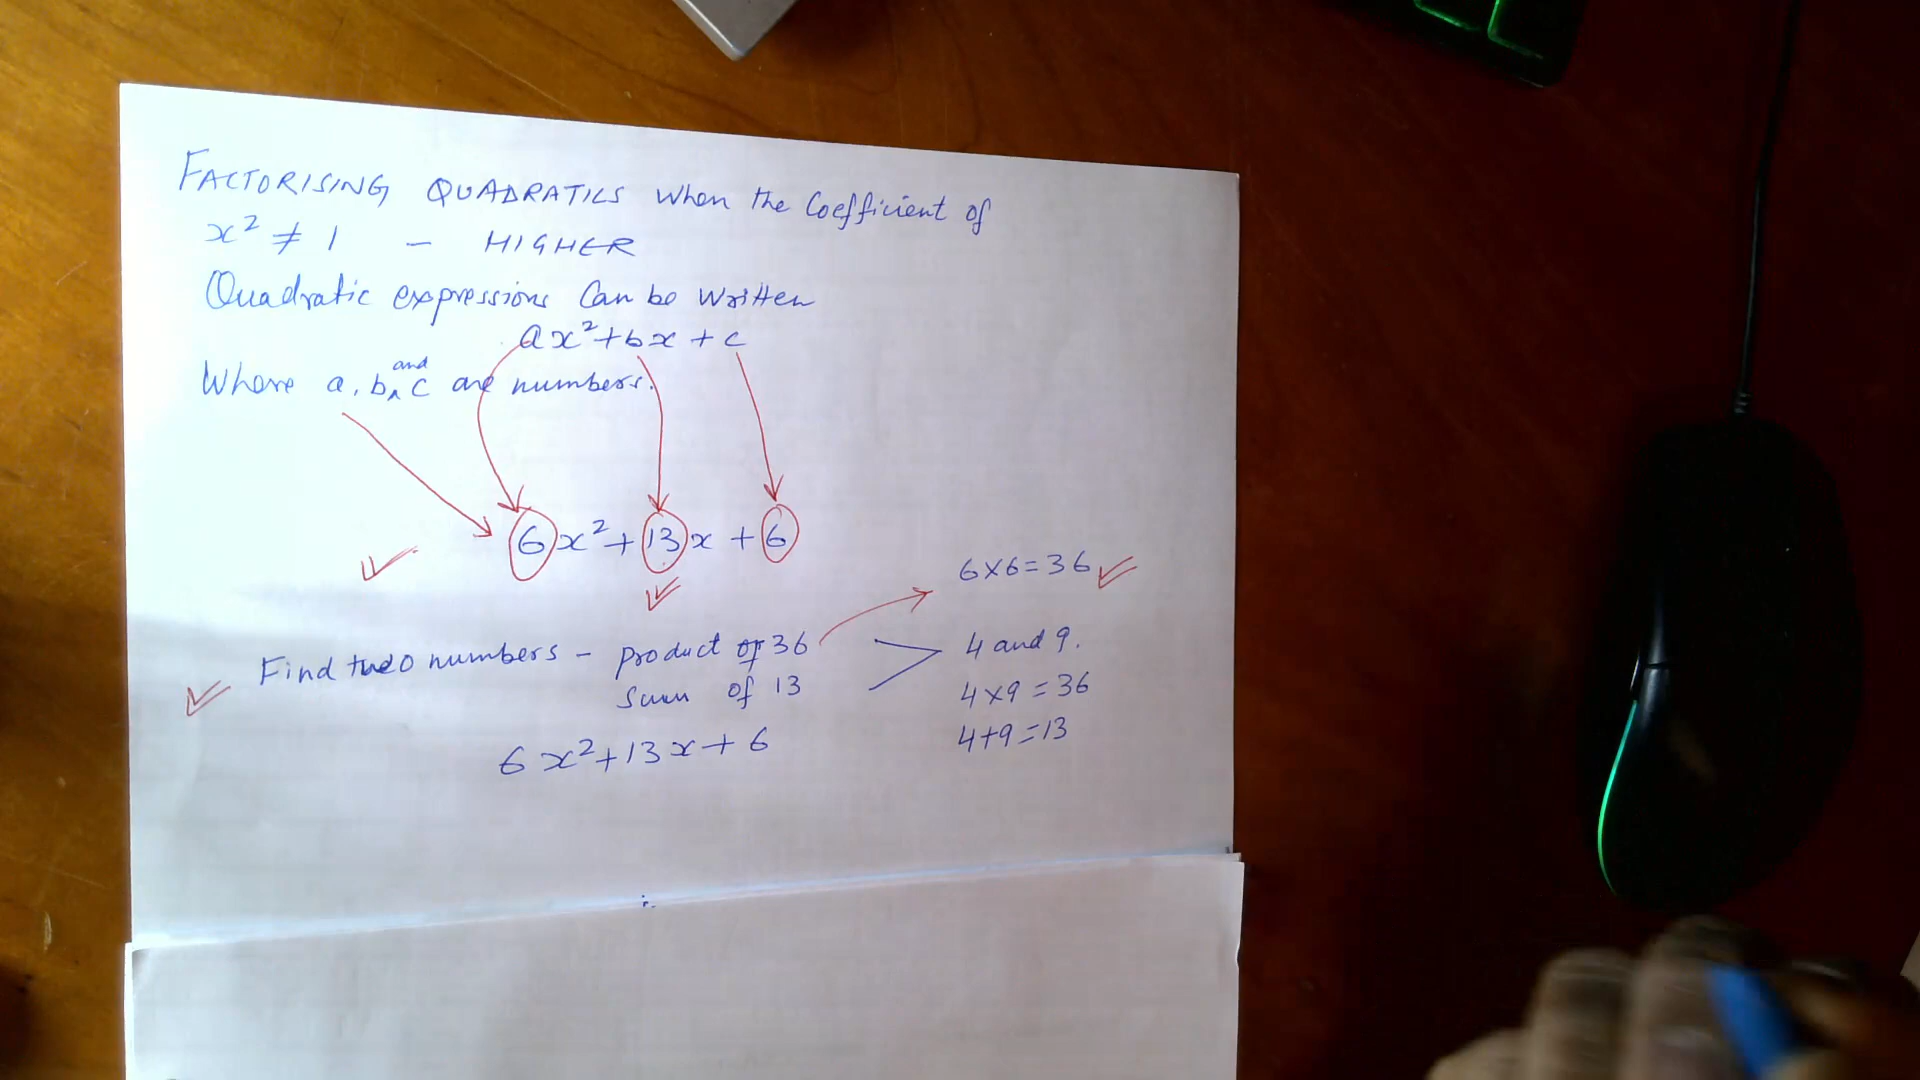 FACTORISING QUADRATICS when the Coefficient of
x² ≠ 1 - HIGHER
Quadratic expressions Can be Written
ax² + bx + c
Where a, b, and c are numbers.
6x² + 13x + 6
6×6=36
Find two numbers - product of 36
4 and 9.
Sum of 13
4×9=36
4+9=13
6x²+13x+6